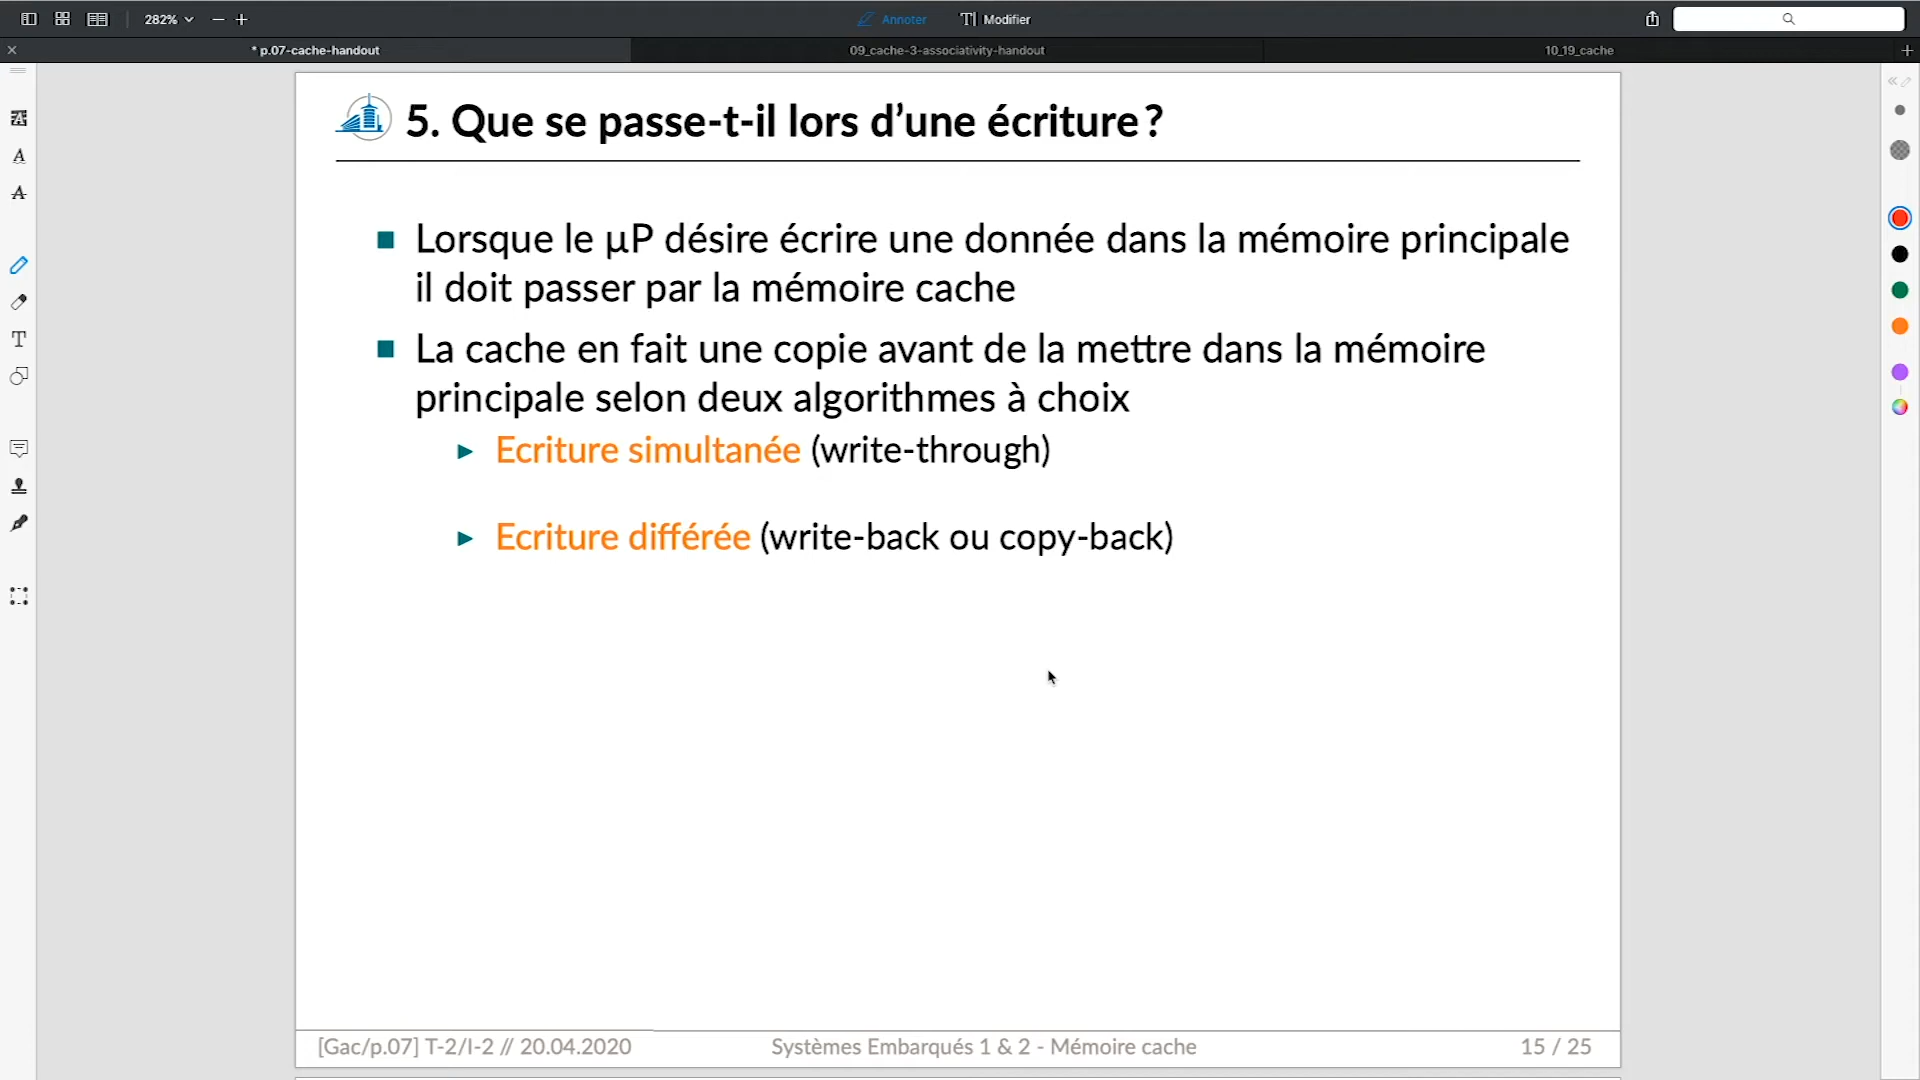 282%
Annoter
Modifier
* p.07-cache-handout
09_cache-3-associativity-handout
10_19_cache
5. Que se passe-t-il lors d’une écriture ?
Lorsque le µP désire écrire une donnée dans la mémoire principale
il doit passer par la mémoire cache
La cache en fait une copie avant de la mettre dans la mémoire
principale selon deux algorithmes à choix
Ecriture simultanée (write-through)
Ecriture différée (write-back ou copy-back)
[Gac/p.07] T-2/I-2 // 20.04.2020
Systèmes Embarqués 1 & 2 - Mémoire cache
15 / 25